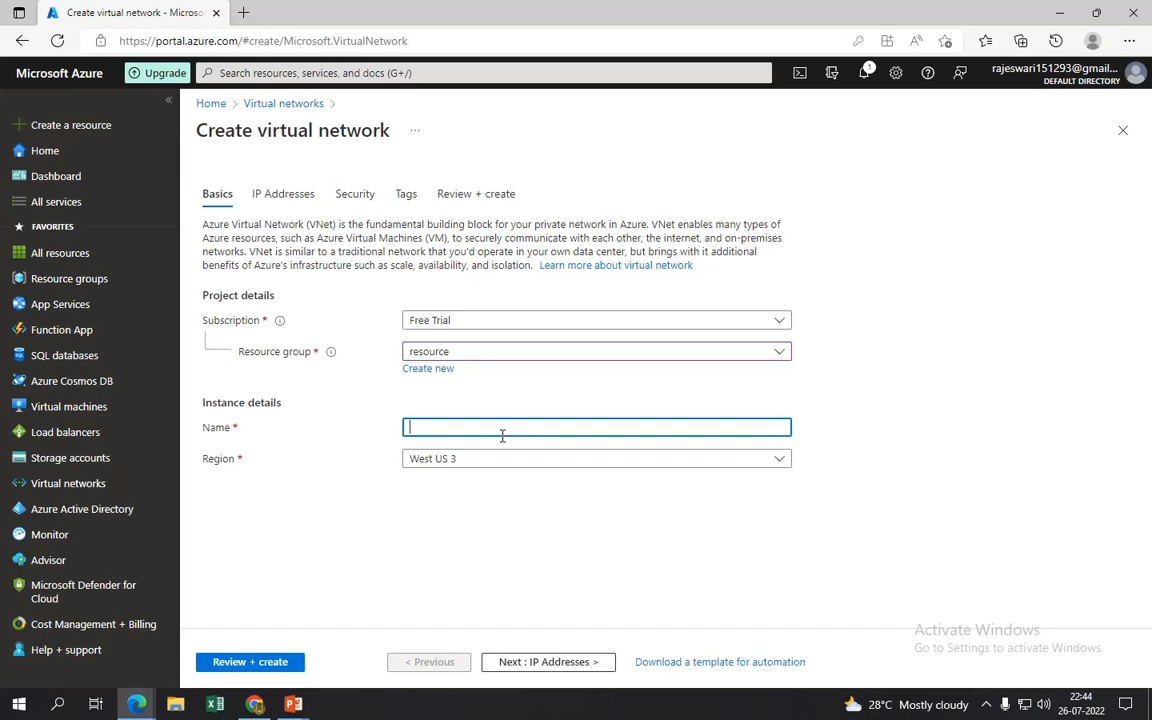 Create virtual network - Microso
https://portal.azure.com/#create/Microsoft.VirtualNetwork
Microsoft Azure
Upgrade
Search resources, services, and docs (G+/)
1
rajeswari151293@gmail....
DEFAULT DIRECTORY
Create a resource
Home
Dashboard
All services
FAVORITES
All resources
Resource groups
App Services
Function App
SQL databases
Azure Cosmos DB
Virtual machines
Load balancers
Storage accounts
Virtual networks
Azure Active Directory
Monitor
Advisor
Microsoft Defender for
Cloud
Cost Management + Billing
Help + support
Home > Virtual networks >
Create virtual network ...
Basics IP Addresses Security Tags Review + create
Azure Virtual Network (VNet) is the fundamental building block for your private network in Azure. VNet enables many types of
Azure resources, such as Azure Virtual Machines (VM), to securely communicate with each other, the internet, and on-premises
networks. VNet is similar to a traditional network that you'd operate in your own data center, but brings with it additional
benefits of Azure's infrastructure such as scale, availability, and isolation. Learn more about virtual network
Project details
Subscription * Free Trial
Resource group * resource
Create new
Instance details
Name *
Region * West US 3
Activate Windows
Go to Settings to activate Windows.
Review + create < Previous Next : IP Addresses > Download a template for automation
28°C Mostly cloudy
22:44
26-07-2022